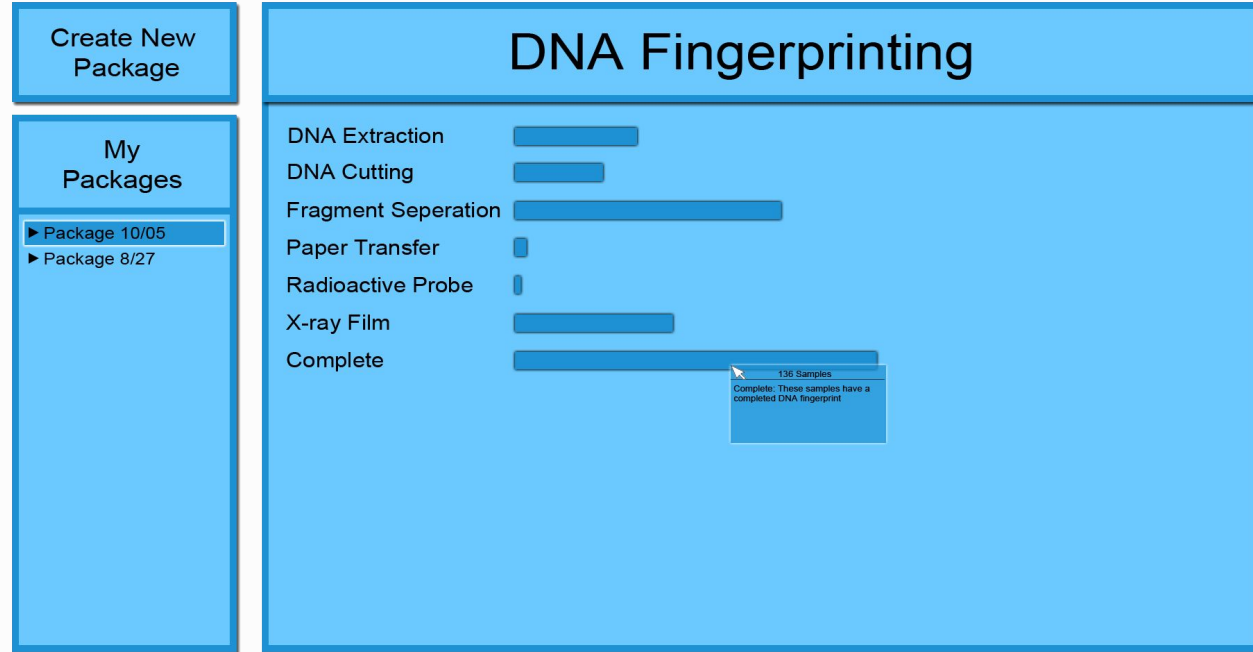 Create New
Package
My
Packages
► Package 10/05
► Package 8/27
DNA Fingerprinting
DNA Extraction
DNA Cutting
Fragment Seperation
Paper Transfer
Radioactive Probe
X-ray Film
Complete
136 Samples
Complete: These samples have a
completed DNA fingerprint